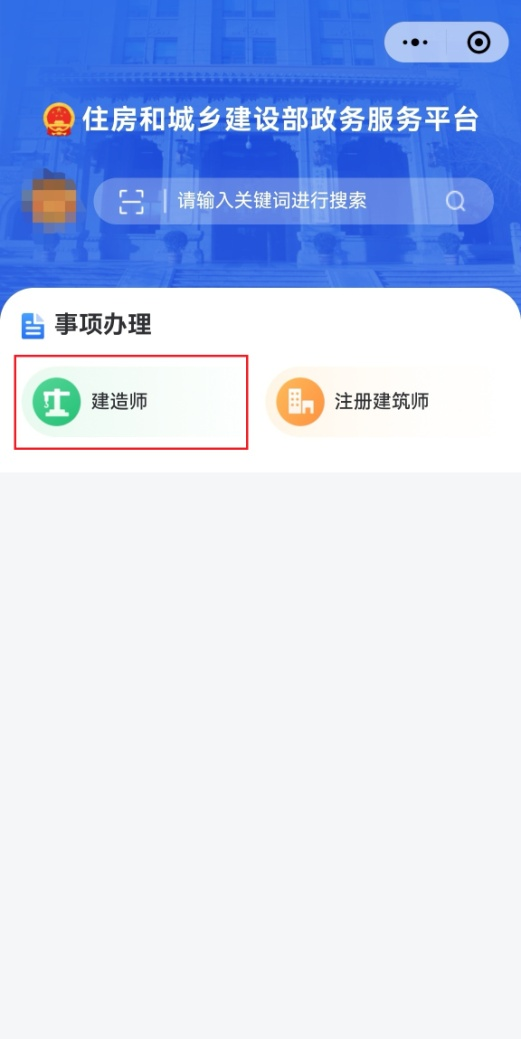 住房和城乡建设部政务服务平台
请输入关键词进行搜索
事项办理
建造师
注册建筑师